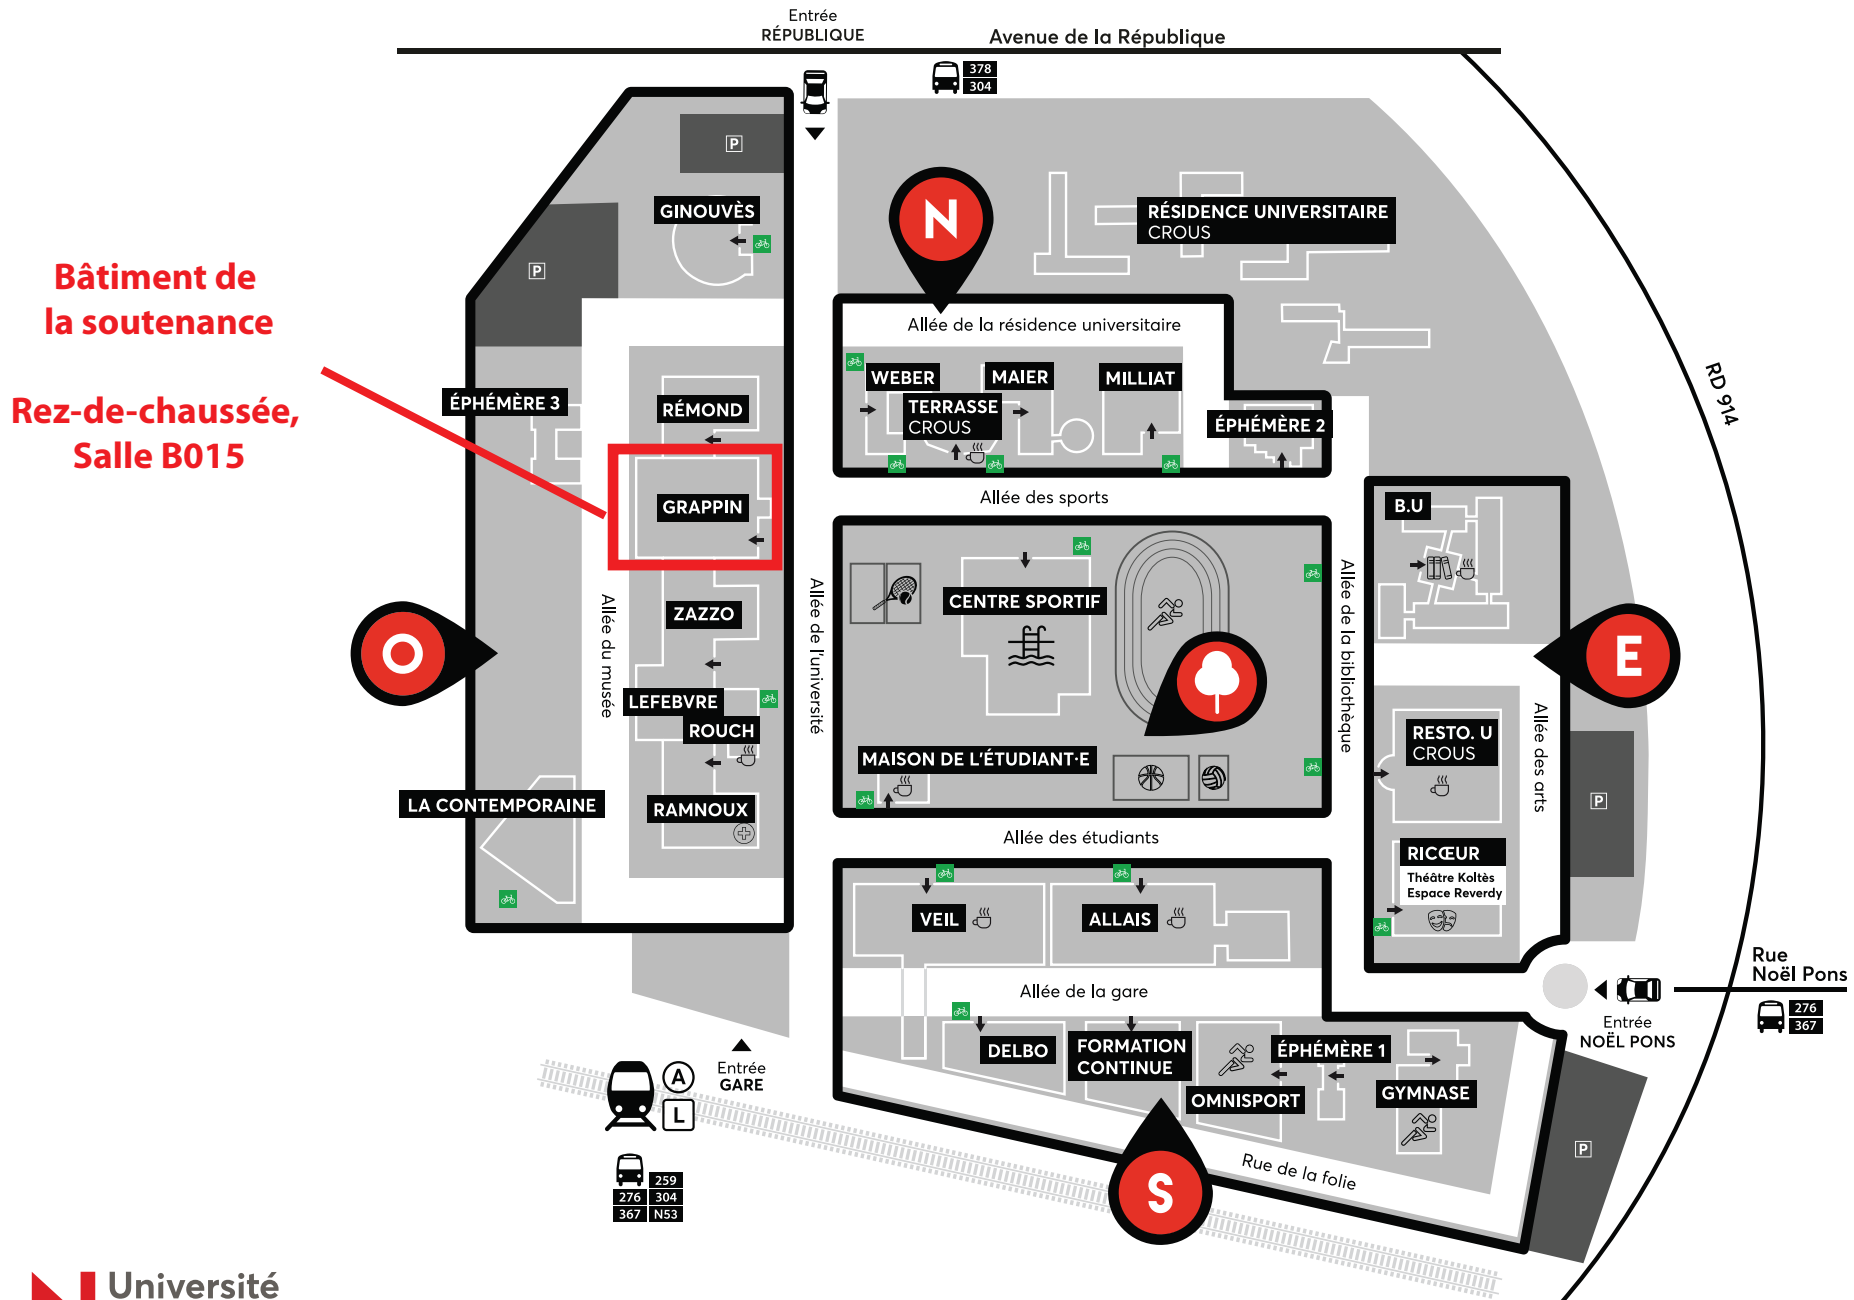 Entrée
RÉPUBLIQUE
Avenue de la République
378
304
P
GINOUVÈS
N
RÉSIDENCE UNIVERSITAIRE
CROUS
P
Bâtiment de
la soutenance
Rez-de-chaussée,
Salle B015
Allée de la résidence universitaire
WEBER
MAIER
MILLIAT
TERRASSE
CROUS
ÉPHÉMÈRE 2
RD 914
ÉPHÉMÈRE 3
RÉMOND
GRAPPIN
Allée des sports
B.U
Allée du musée
Allée de l'université
CENTRE SPORTIF
Allée de la bibliothèque
ZAZZO
O
E
LEFEBVRE
ROUCH
RESTO. U
CROUS
Allée des arts
MAISON DE L'ÉTUDIANT·E
LA CONTEMPORAINE
RAMNOUX
P
Allée des étudiants
RICŒUR
Théâtre Koltès
Espace Reverdy
VEIL
ALLAIS
Rue
Noël Pons
276
367
Entrée
NOËL PONS
Allée de la gare
DELBO
FORMATION
CONTINUE
ÉPHÉMÈRE 1
OMNISPORT
GYMNASE
Entrée
GARE
A
L
259
276 304
367 N53
Rue de la folie
P
S
Université